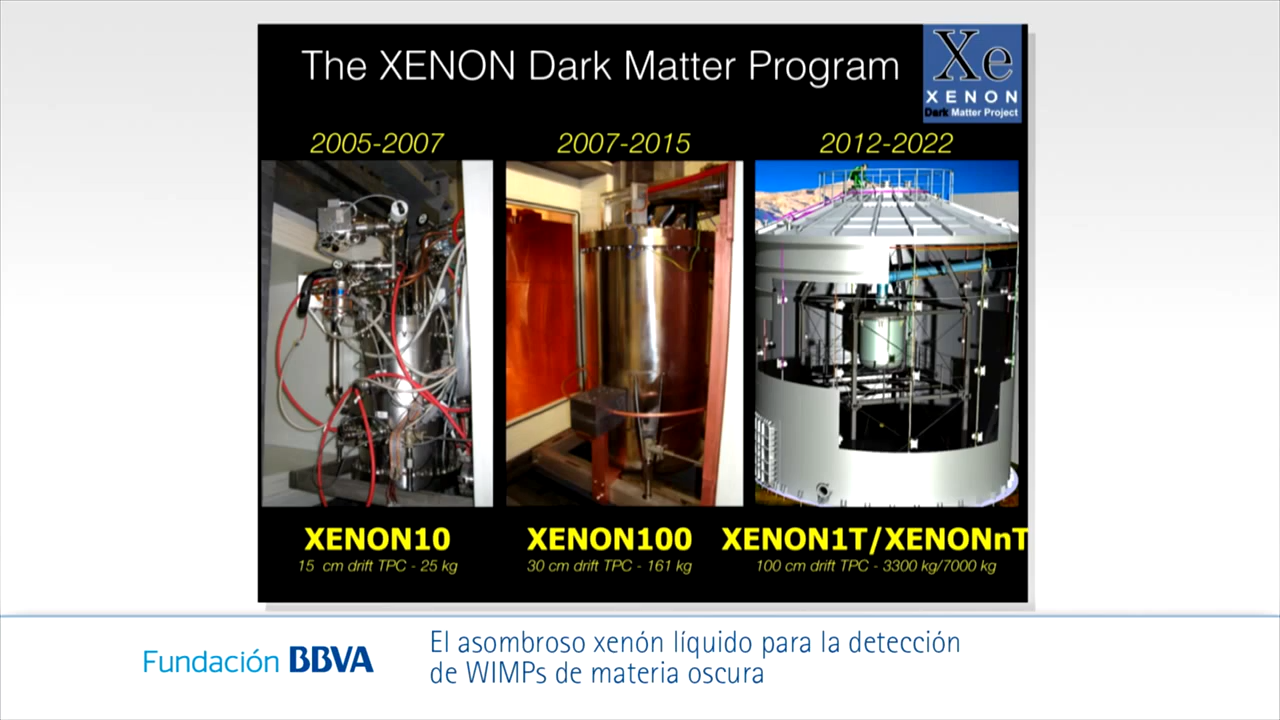 The XENON Dark Matter Program
Xe
XENON
Dark Matter Project
2005-2007
2007-2015
2012-2022
XENON10
XENON100
XENON1T/XENONnT
15 cm drift TPC - 25 kg
30 cm drift TPC - 161 kg
100 cm drift TPC - 3300 kg/7000 kg
Fundación BBVA
El asombroso xenón líquido para la detección
de WIMPs de materia oscura